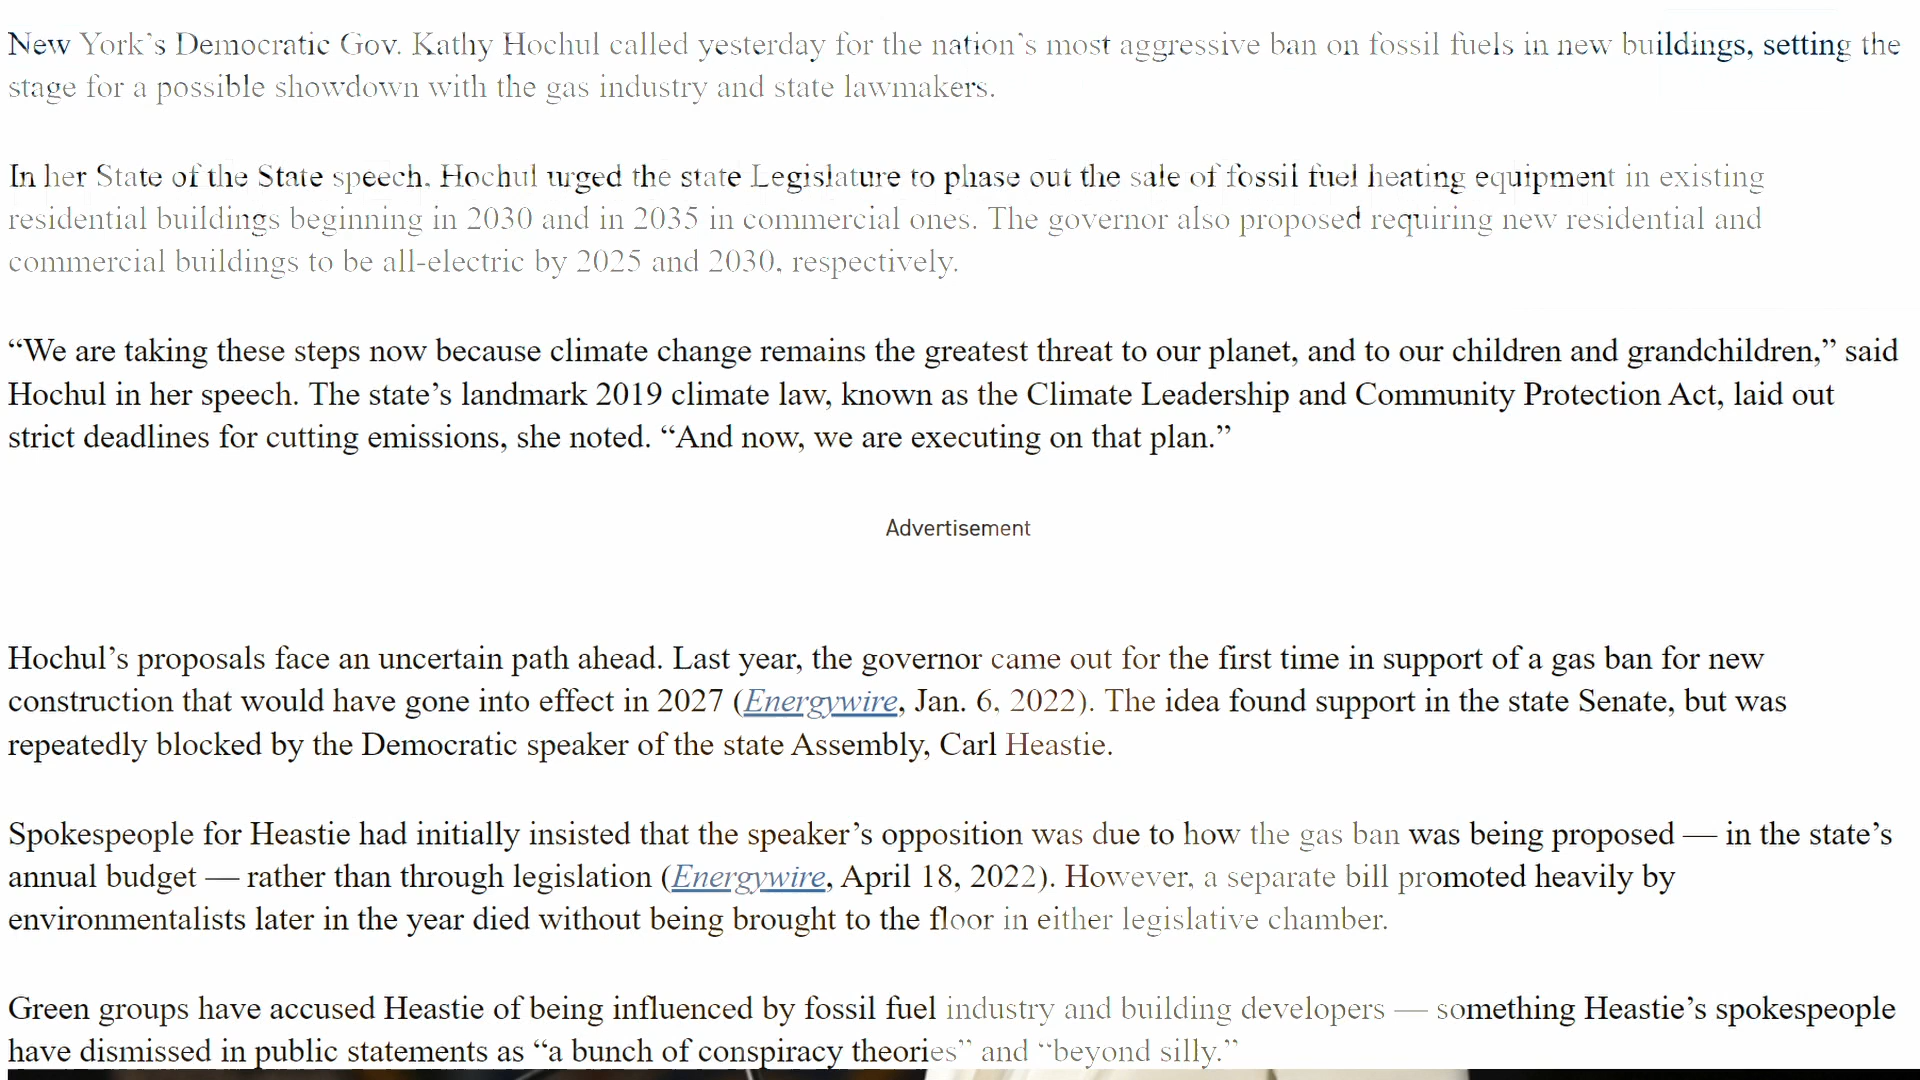 New York’s Democratic Gov. Kathy Hochul called yesterday for the nation’s most aggressive ban on fossil fuels in new buildings, setting the
stage for a possible showdown with the gas industry and state lawmakers.
In her State of the State speech, Hochul urged the state Legislature to phase out the sale of fossil fuel heating equipment in existing
residential buildings beginning in 2030 and in 2035 in commercial ones. The governor also proposed requiring new residential and
commercial buildings to be all-electric by 2025 and 2030, respectively.
“We are taking these steps now because climate change remains the greatest threat to our planet, and to our children and grandchildren,” said
Hochul in her speech. The state’s landmark 2019 climate law, known as the Climate Leadership and Community Protection Act, laid out
strict deadlines for cutting emissions, she noted. “And now, we are executing on that plan.”
Advertisement
Hochul’s proposals face an uncertain path ahead. Last year, the governor came out for the first time in support of a gas ban for new
construction that would have gone into effect in 2027 (Energywire, Jan. 6, 2022). The idea found support in the state Senate, but was
repeatedly blocked by the Democratic speaker of the state Assembly, Carl Heastie.
Spokespeople for Heastie had initially insisted that the speaker’s opposition was due to how the gas ban was being proposed — in the state’s
annual budget — rather than through legislation (Energywire, April 18, 2022). However, a separate bill promoted heavily by
environmentalists later in the year died without being brought to the floor in either legislative chamber.
Green groups have accused Heastie of being influenced by fossil fuel industry and building developers — something Heastie’s spokespeople
have dismissed in public statements as “a bunch of conspiracy theories” and “beyond silly.”